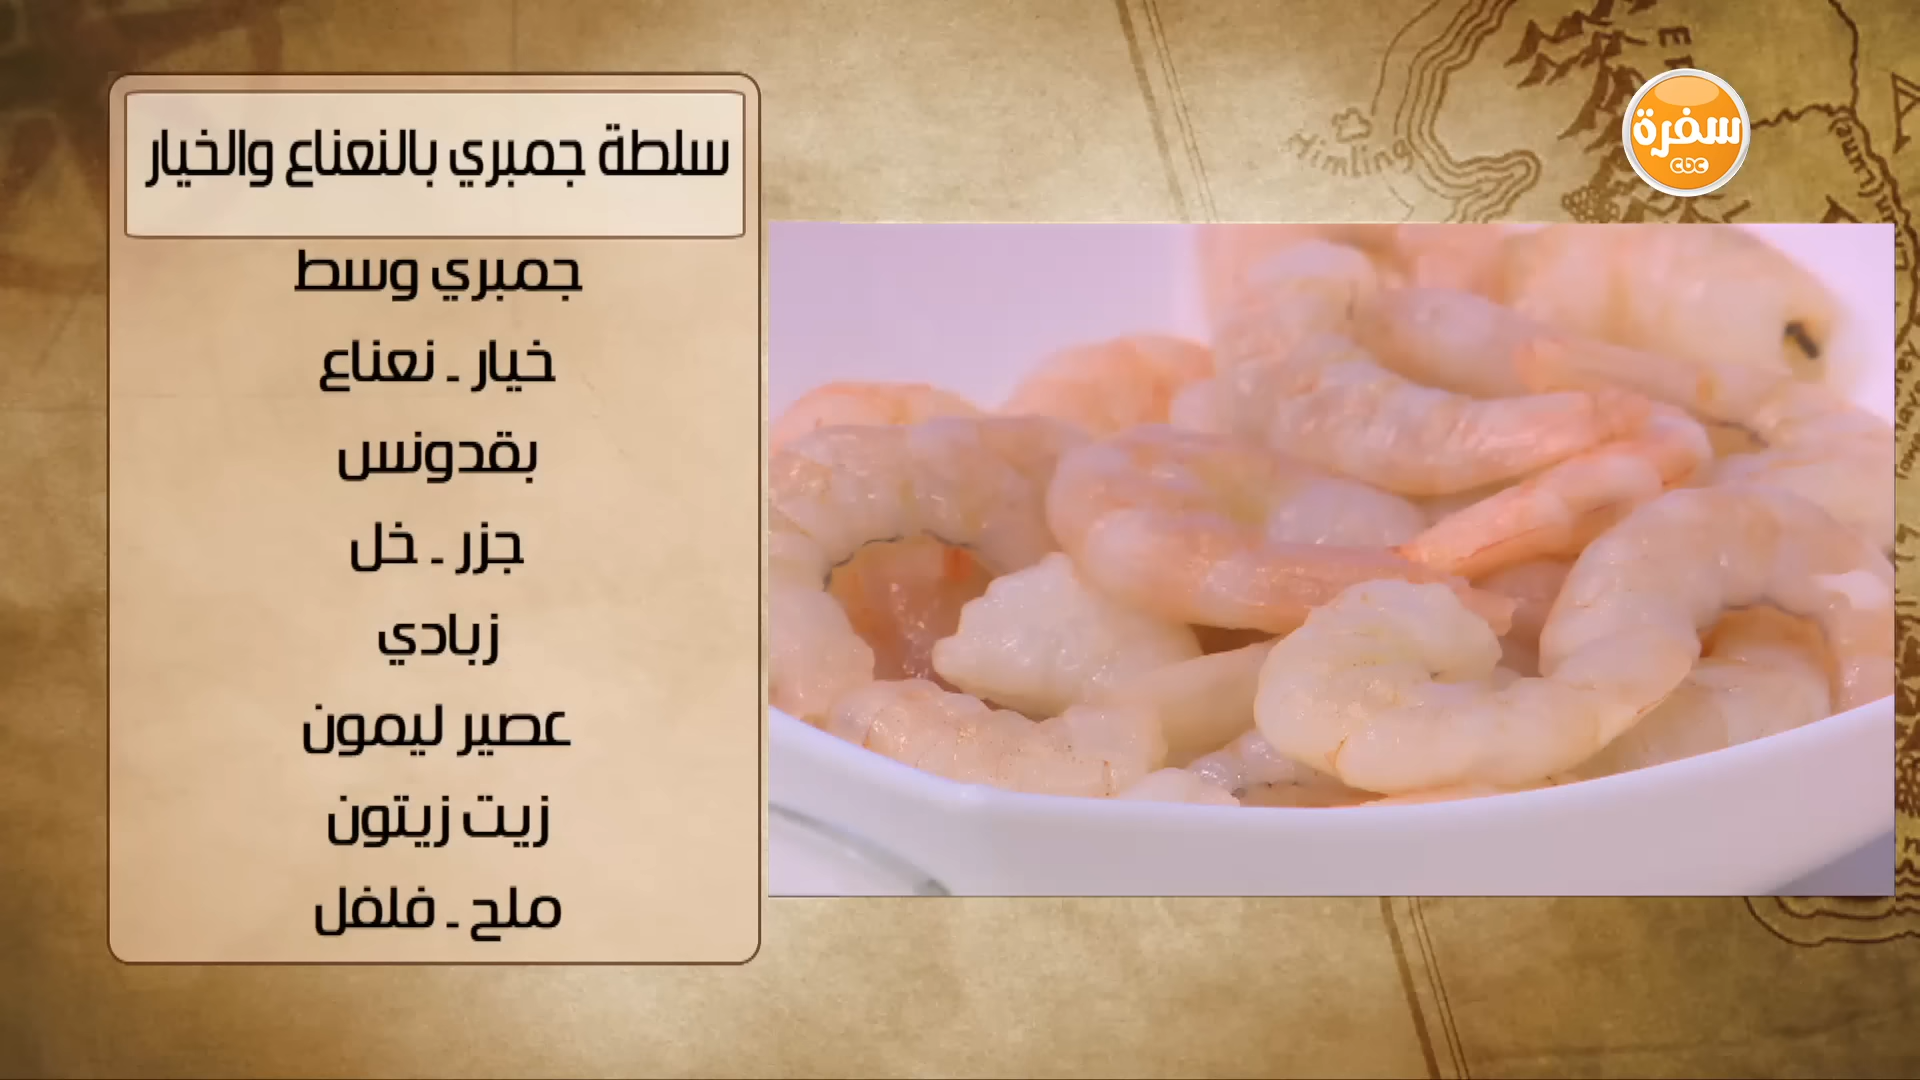 سلطة جمبري بالنعناع والخيار
جمبري وسط
خيار - نعناع
بقدونس
جزر - خل
زبادي
عصير ليمون
زيت زيتون
ملح - فلفل
سفرة
cbc
Himling